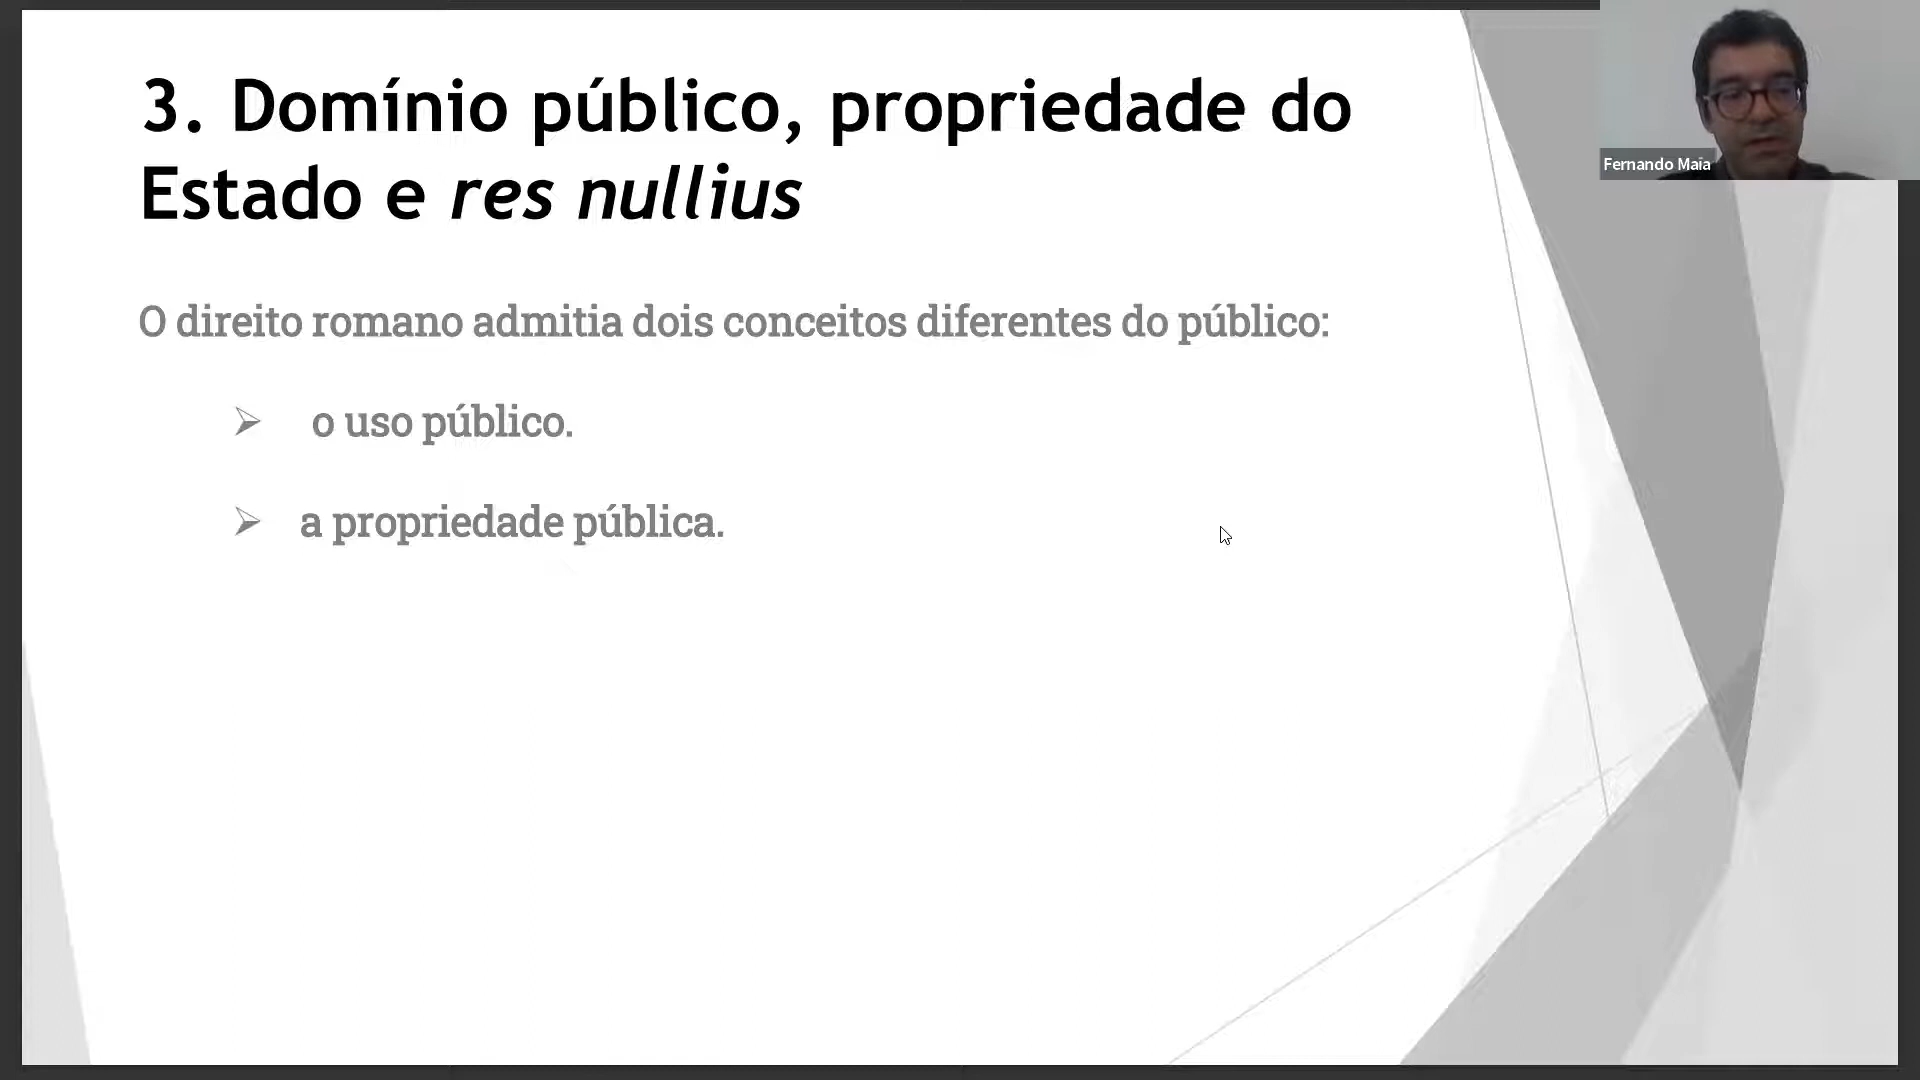 3. Domínio público, propriedade do
Estado e res nullius
Fernando Maia
O direito romano admitia dois conceitos diferentes do público:
o uso público.
a propriedade pública.